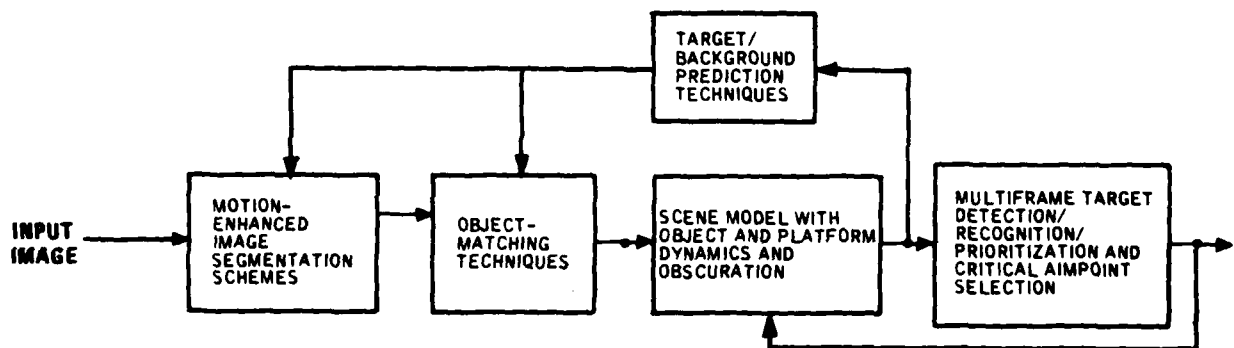 TARGET/
BACKGROUND
PREDICTION
TECHNIQUES
INPUT
IMAGE
MOTION-
ENHANCED
IMAGE
SEGMENTATION
SCHEMES
OBJECT-
MATCHING
TECHNIQUES
SCENE MODEL WITH
OBJECT AND PLATFORM
DYNAMICS AND
OBSCURATION
MULTIFRAME TARGET
DETECTION/
RECOGNITION/
PRIORITIZATION AND
CRITICAL AIMPOINT
SELECTION